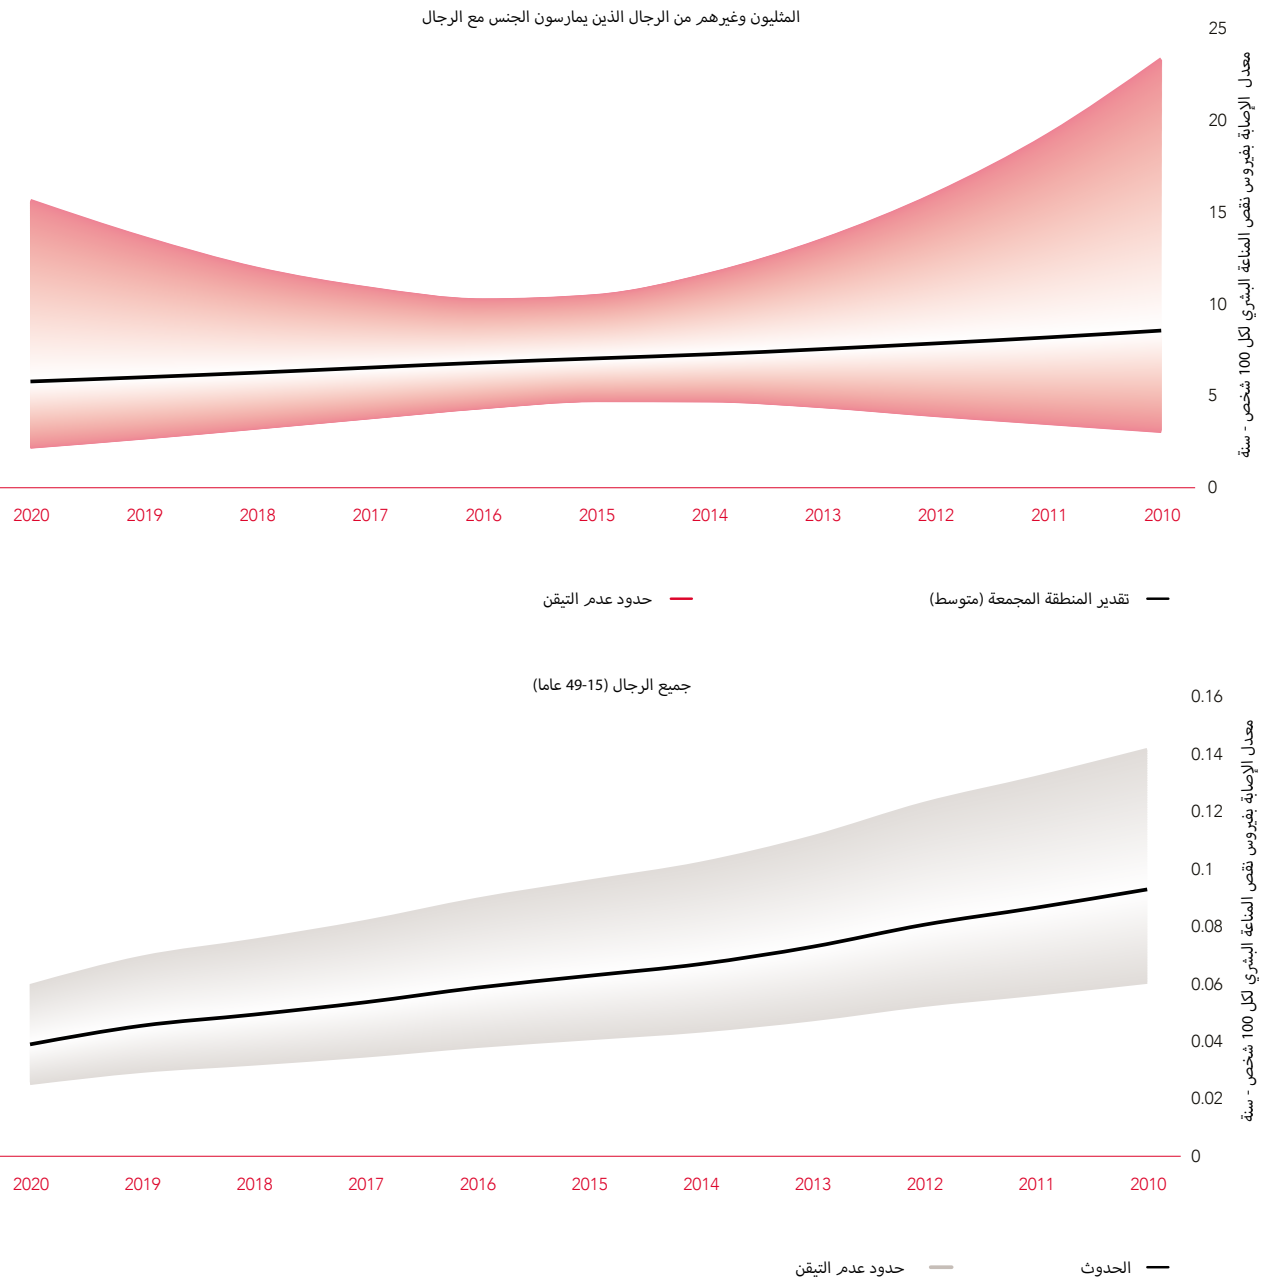 المثليون وغيرهم من الرجال الذين يمارسون الجنس مع الرجال
معدل الإصابة بفيروس نقص المناعة البشري لكل 100 شخص - سنة
25
20
15
10
5
0
2010 2011 2012 2013 2014 2015 2016 2017 2018 2019 2020
تقدير المنطقة المجمعة (متوسط) حدود عدم التيقن
جميع الرجال (15-49 عاما)
معدل الإصابة بفيروس نقص المناعة البشري لكل 100 شخص - سنة
0.16
0.14
0.12
0.1
0.08
0.06
0.04
0.02
0
2010 2011 2012 2013 2014 2015 2016 2017 2018 2019 2020
الحدوث حدود عدم التيقن